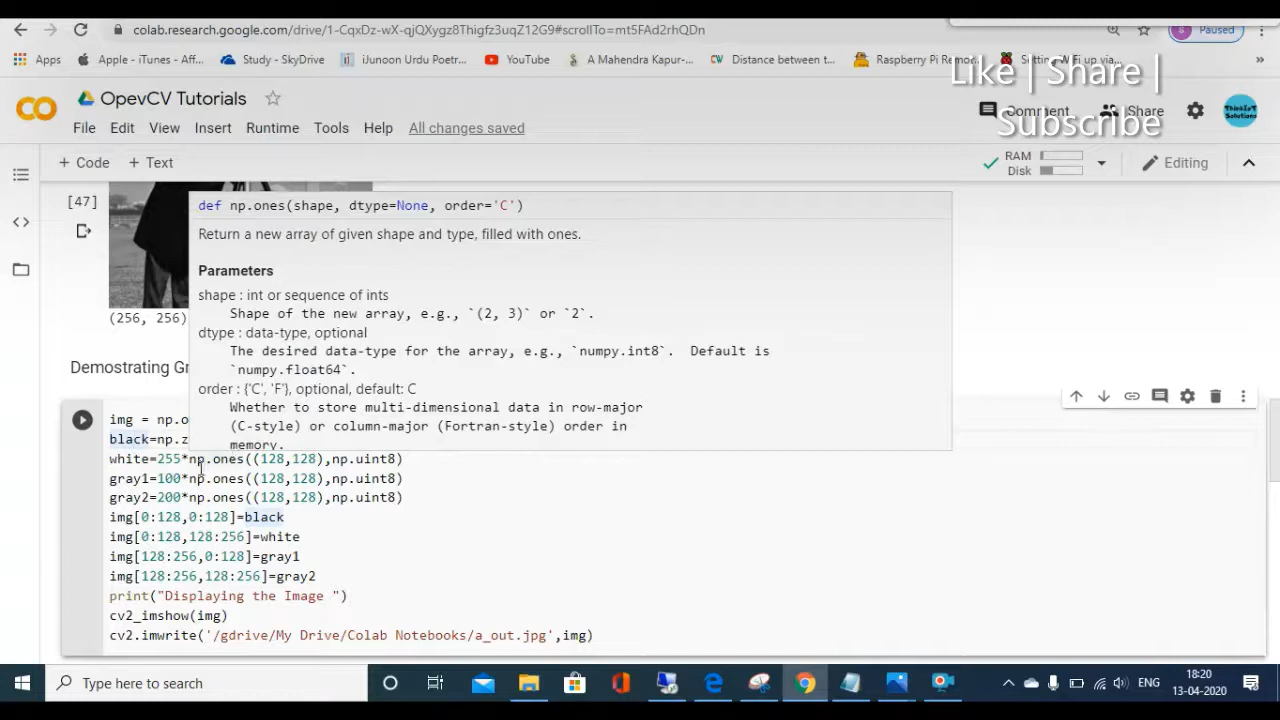 colab.research.google.com/drive/1-CqxDz-wX-qjQXygz8Thigfz3uqZ12G9#scrollTo=mt5FAd2rhQDn
S
Paused
Apps
Apple - iTunes - Aff...
Study - SkyDrive
iJunoon Urdu Poetr...
YouTube
A Mahendra Kapur-...
Distance between t...
Raspberry Pi Remo...
Setting WiFi up via...
Like | Share |
Subscribe
CO
OpevCV Tutorials
Comment
Share
ThinkIoT
Solutions
File Edit View Insert Runtime Tools Help All changes saved
+ Code + Text
RAM
Disk
Editing
[47]
def np.ones(shape, dtype=None, order='C')
Return a new array of given shape and type, filled with ones.
Parameters
shape : int or sequence of ints
Shape of the new array, e.g., `(2, 3)` or `2`.
(256, 256)
dtype : data-type, optional
The desired data-type for the array, e.g., `numpy.int8`. Default is
`numpy.float64`.
Demostrating Gr
order : {'C', 'F'}, optional, default: C
Whether to store multi-dimensional data in row-major
(C-style) or column-major (Fortran-style) order in
memory.
img = np.o
black=np.z
white=255*np.ones((128,128),np.uint8)
gray1=100*np.ones((128,128),np.uint8)
gray2=200*np.ones((128,128),np.uint8)
img[0:128,0:128]=black
img[0:128,128:256]=white
img[128:256,0:128]=gray1
img[128:256,128:256]=gray2
print("Displaying the Image ")
cv2_imshow(img)
cv2.imwrite('/gdrive/My Drive/Colab Notebooks/a_out.jpg',img)
Type here to search
ENG
18:20
13-04-2020